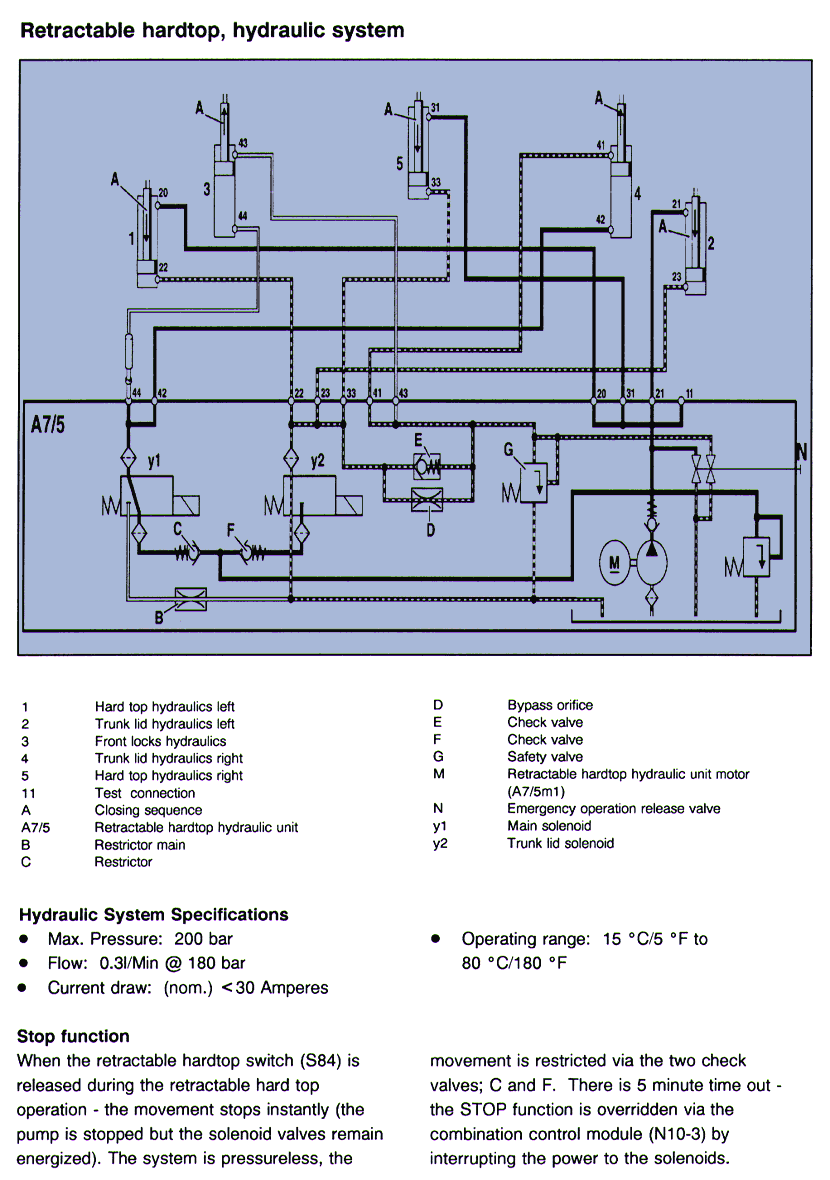 Retractable hardtop, hydraulic system
A
A
A
A
A
1
2
3
4
5
20
22
43
44
31
33
41
42
21
23
44
42
22
23
33
41
43
20
31
21
11
A7/5
y1
y2
E
D
G
N
C
F
M
B
1 Hard top hydraulics left
2 Trunk lid hydraulics left
3 Front locks hydraulics
4 Trunk lid hydraulics right
5 Hard top hydraulics right
11 Test connection
A Closing sequence
A7/5 Retractable hardtop hydraulic unit
B Restrictor main
C Restrictor
D Bypass orifice
E Check valve
F Check valve
G Safety valve
M Retractable hardtop hydraulic unit motor
(A7/5m1)
N Emergency operation release valve
y1 Main solenoid
y2 Trunk lid solenoid
Hydraulic System Specifications
● Max. Pressure: 200 bar
● Flow: 0.3l/Min @ 180 bar
● Current draw: (nom.) <30 Amperes
● Operating range: 15 °C/5 °F to
80 °C/180 °F
Stop function
When the retractable hardtop switch (S84) is
released during the retractable hard top
operation - the movement stops instantly (the
pump is stopped but the solenoid valves remain
energized). The system is pressureless, the
movement is restricted via the two check
valves; C and F. There is 5 minute time out -
the STOP function is overridden via the
combination control module (N10-3) by
interrupting the power to the solenoids.